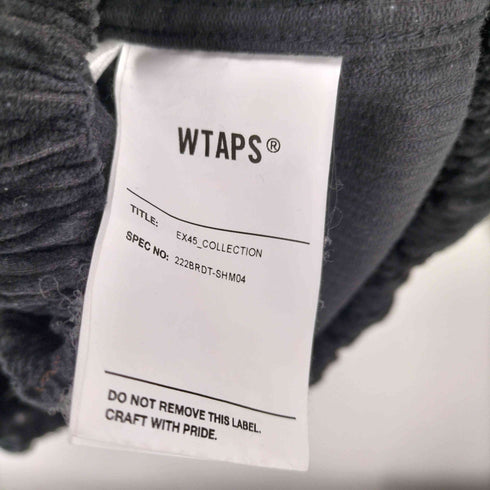 WTAPS®
TITLE: EX45_COLLECTION
SPEC NO: 222BRDT-SHM04
DO NOT REMOVE THIS LABEL.
CRAFT WITH PRIDE.